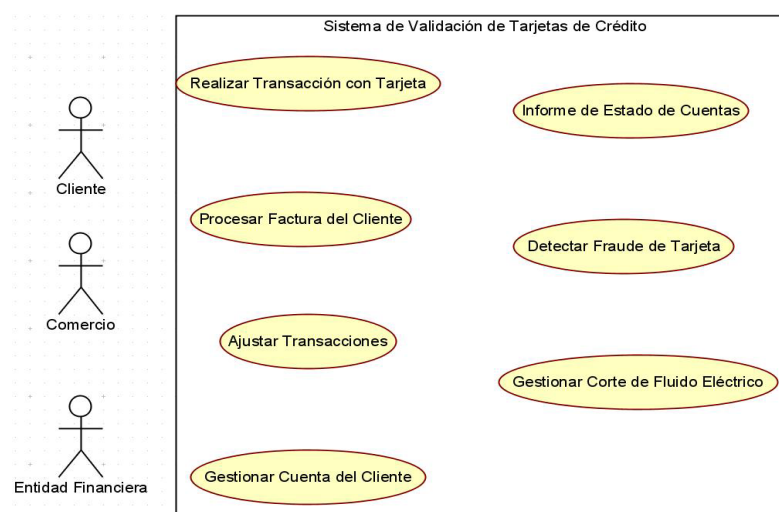 Sistema de Validación de Tarjetas de Crédito
Realizar Transacción con Tarjeta
Informe de Estado de Cuentas
Cliente
Procesar Factura del Cliente
Detectar Fraude de Tarjeta
Comercio
Ajustar Transacciones
Gestionar Corte de Fluido Eléctrico
Gestionar Cuenta del Cliente
Entidad Financiera